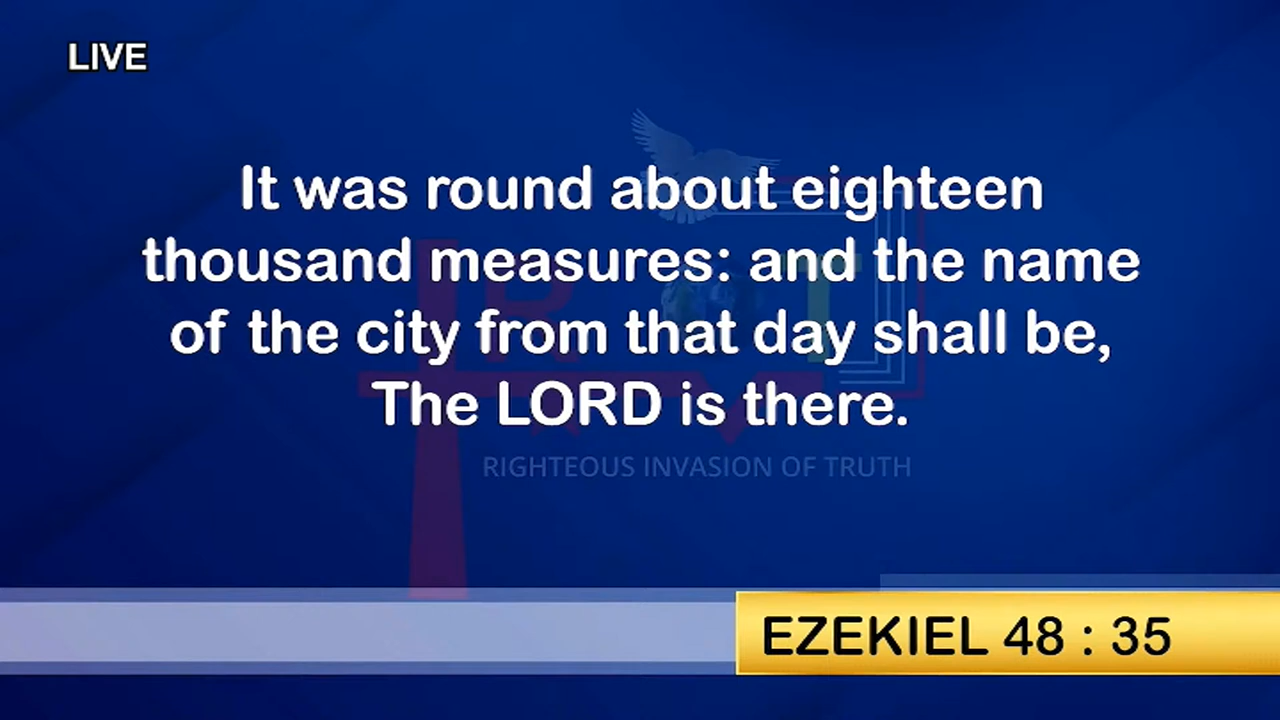 LIVE
It was round about eighteen
thousand measures: and the name
of the city from that day shall be,
The LORD is there.
RIGHTEOUS INVASION OF TRUTH
EZEKIEL 48 : 35